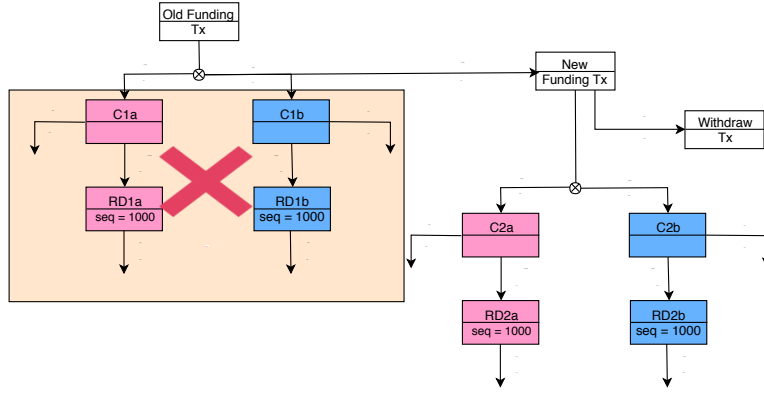 Old Funding
Tx
New
Funding Tx
C1a
C1b
Withdraw
Tx
RD1a
seq = 1000
RD1b
seq = 1000
C2a
C2b
RD2a
seq = 1000
RD2b
seq = 1000